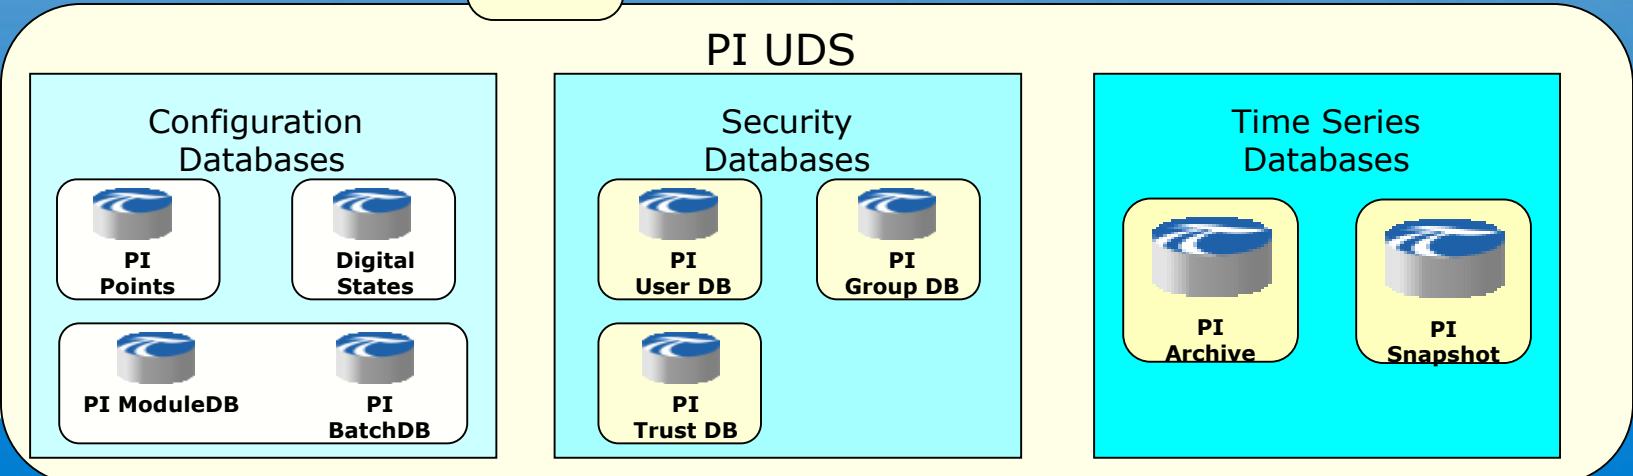 PI UDS
Configuration
Databases
PI
Points
Digital
States
PI ModuleDB
PI
BatchDB
Security
Databases
PI
User DB
PI
Group DB
PI
Trust DB
Time Series
Databases
PI
Archive
PI
Snapshot